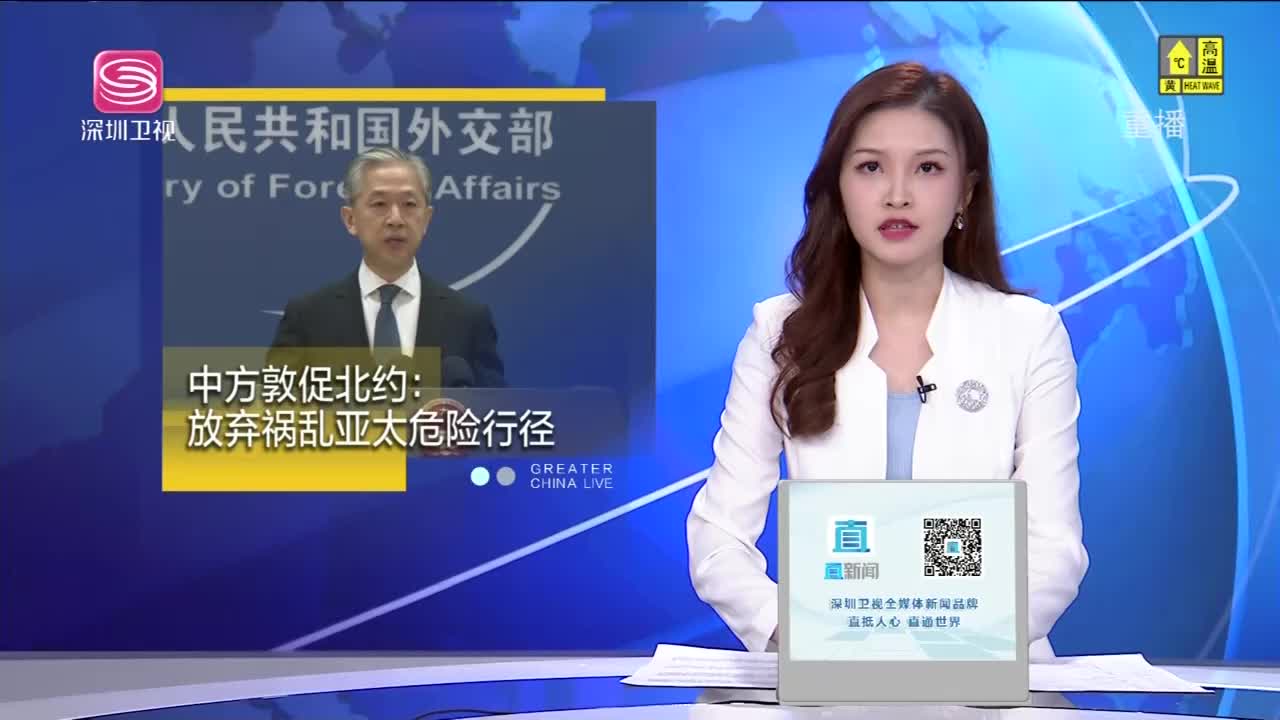 深圳卫视
人民共和国外交部
ry of Foreign Affairs
中方敦促北约：
放弃祸乱亚太危险行径
GREATER
CHINA LIVE
℃
高温
黄
HEAT WAVE
重播
直
直新闻
深圳卫视全媒体新闻品牌
直抵人心 直通世界